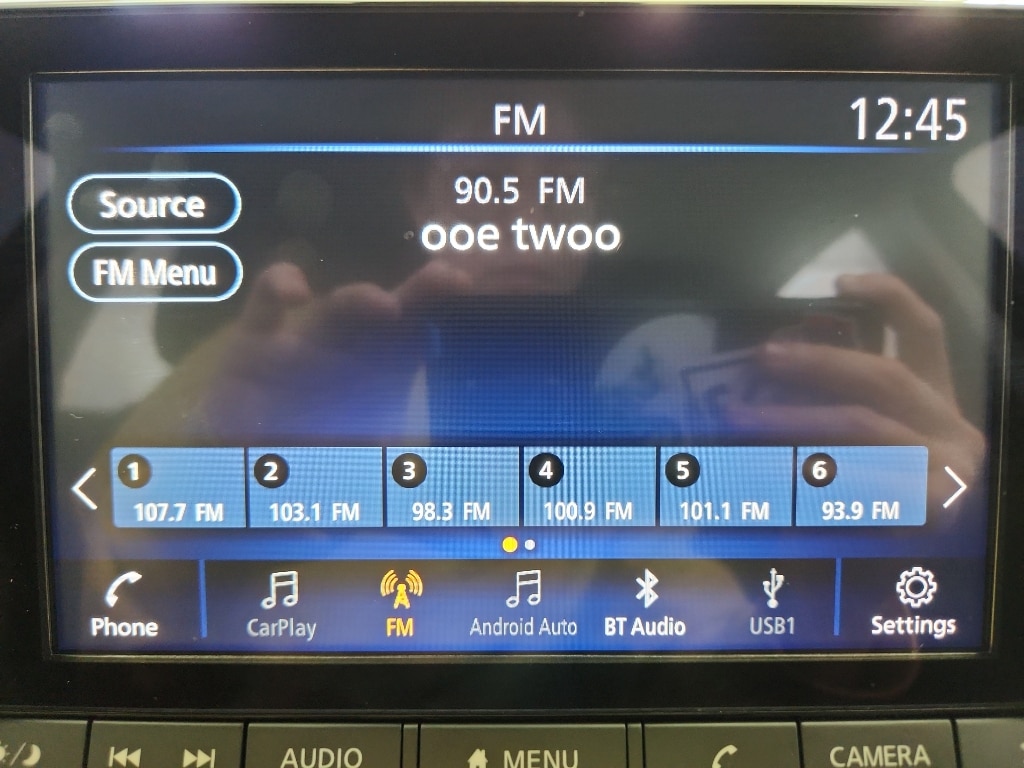 FM
12:45
Source
90.5 FM
ooe twoo
FM Menu
1 2 3 4 5 6
107.7 FM 103.1 FM 98.3 FM 100.9 FM 101.1 FM 93.9 FM
Phone CarPlay FM Android Auto BT Audio USB1 Settings
AUDIO MENU CAMERA